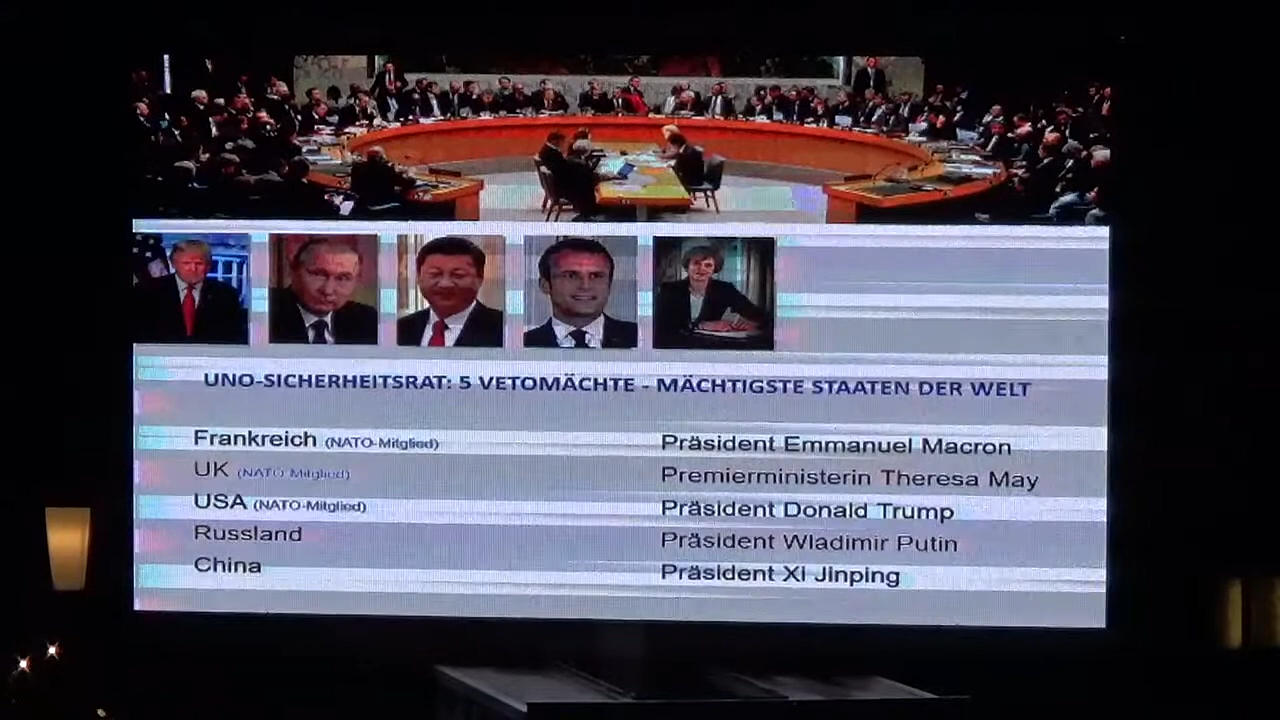 UNO-SICHERHEITSRAT: 5 VETOMÄCHTE - MÄCHTIGSTE STAATEN DER WELT
Frankreich (NATO-Mitglied) Präsident Emmanuel Macron
UK (NATO-Mitglied) Premierministerin Theresa May
USA (NATO-Mitglied) Präsident Donald Trump
Russland Präsident Wladimir Putin
China Präsident Xi Jinping